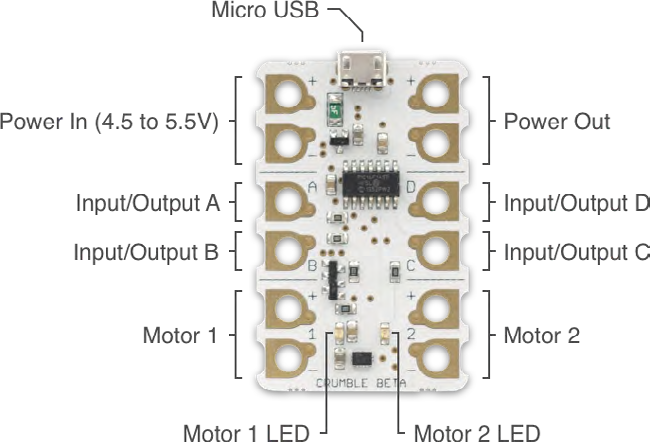 Micro USB
Power In (4.5 to 5.5V)
Power Out
+
+
−
−
Input/Output A
A
D
Input/Output D
Input/Output B
B
C
Input/Output C
+
+
Motor 1
1
2
Motor 2
−
−
CRUMBLE BETA
Motor 1 LED
Motor 2 LED